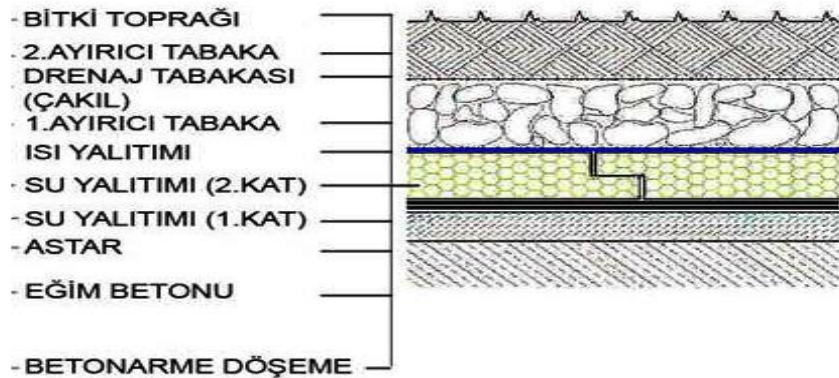 - BİTKİ TOPRAĞI
- 2.AYIRICI TABAKA
- DRENAJ TABAKASI
(ÇAKIL)
- 1.AYIRICI TABAKA
- ISI YALITIMI
- SU YALITIMI (2.KAT)
- SU YALITIMI (1.KAT)
- ASTAR
- EĞİM BETONU
- BETONARME DÖŞEME